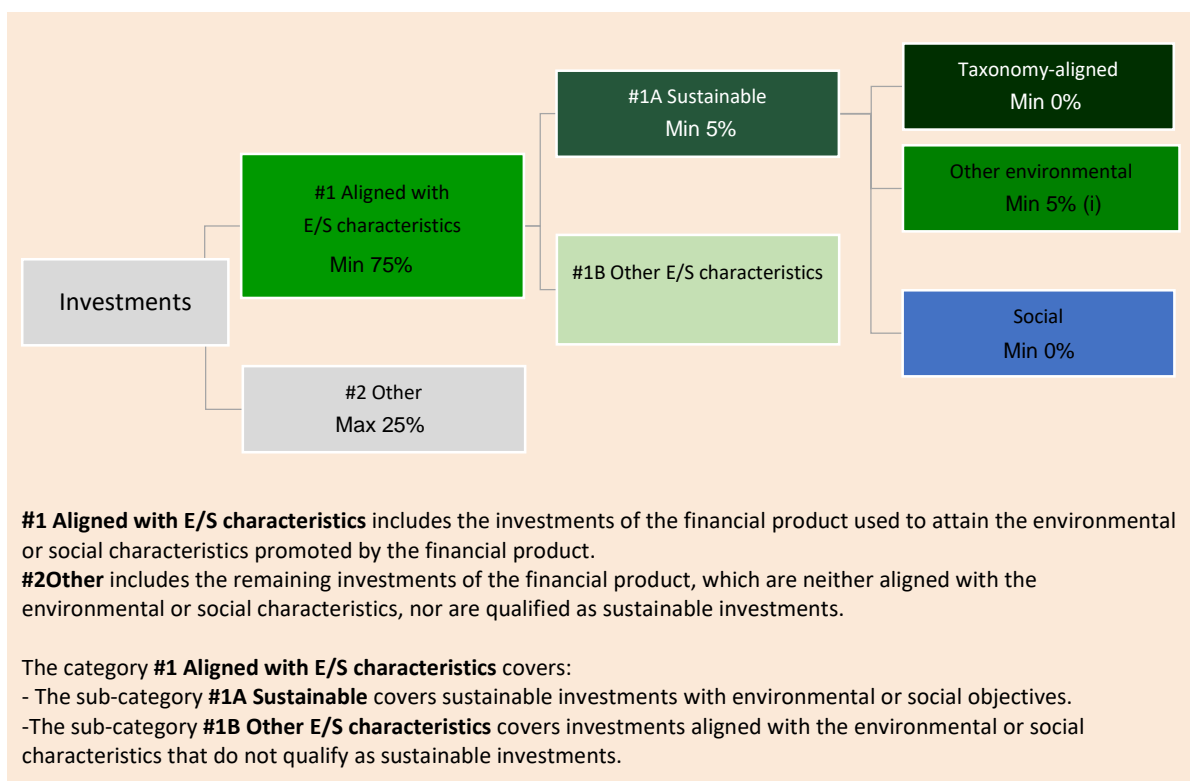 Investments
#1 Aligned with
E/S characteristics
Min 75%
#2 Other
Max 25%
#1A Sustainable
Min 5%
#1B Other E/S characteristics
Taxonomy-aligned
Min 0%
Other environmental
Min 5% (i)
Social
Min 0%
#1 Aligned with E/S characteristics includes the investments of the financial product used to attain the environmental
or social characteristics promoted by the financial product.
#2Other includes the remaining investments of the financial product, which are neither aligned with the
environmental or social characteristics, nor are qualified as sustainable investments.
The category #1 Aligned with E/S characteristics covers:
- The sub-category #1A Sustainable covers sustainable investments with environmental or social objectives.
-The sub-category #1B Other E/S characteristics covers investments aligned with the environmental or social
characteristics that do not qualify as sustainable investments.